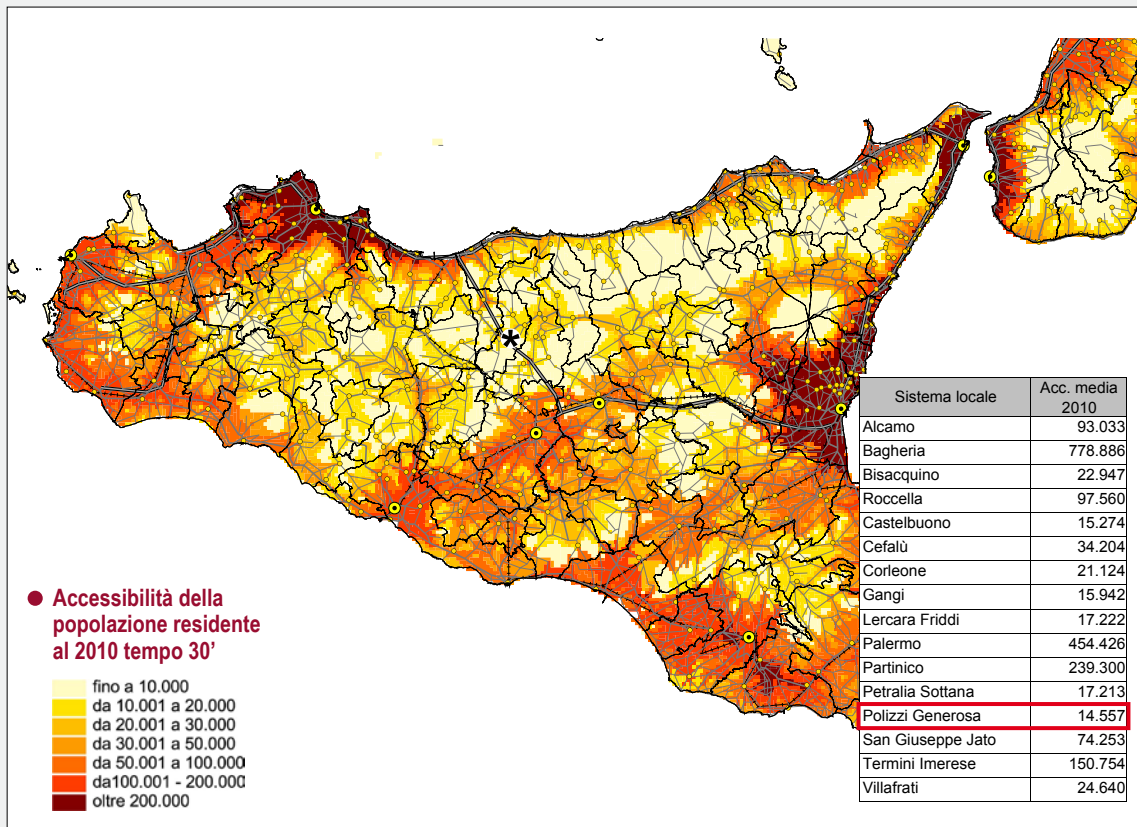 Sistema locale Acc. media 2010
Alcamo 93.033
Bagheria 778.886
Bisacquino 22.947
Roccella 97.560
Castelbuono 15.274
Cefalù 34.204
Corleone 21.124
Gangi 15.942
Lercara Friddi 17.222
Palermo 454.426
Partinico 239.300
Petralia Sottana 17.213
Polizzi Generosa 14.557
San Giuseppe Jato 74.253
Termini Imerese 150.754
Villafrati 24.640
Accessibilità della
popolazione residente
al 2010 tempo 30’
fino a 10.000
da 10.001 a 20.000
da 20.001 a 30.000
da 30.001 a 50.000
da 50.001 a 100.000
da100.001 - 200.000
oltre 200.000
*